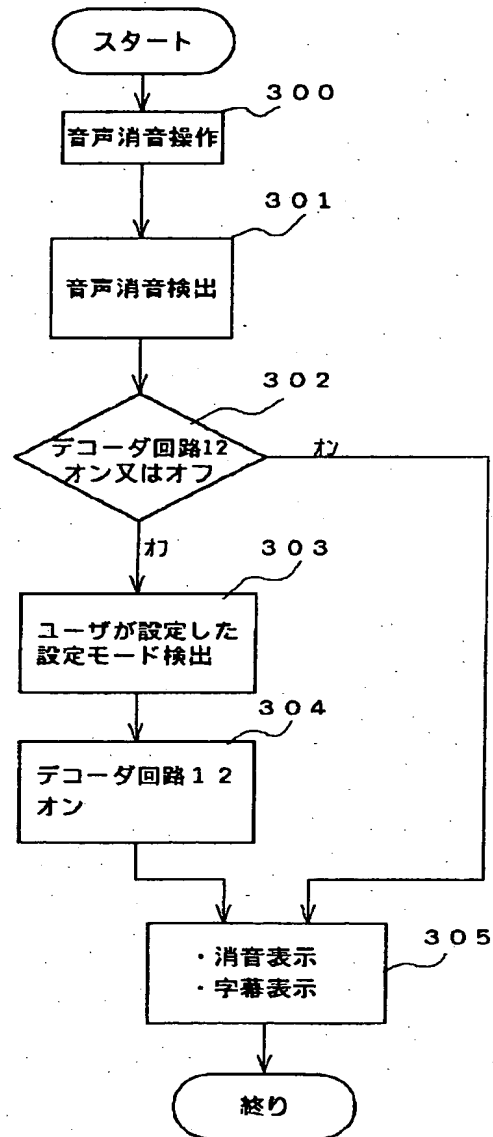 スタート
300
音声消音操作
301
音声消音検出
302
デコーダ回路12
オン又はオフ
オン
オフ
303
ユーザが設定した
設定モード検出
304
デコーダ回路12
オン
305
・消音表示
・字幕表示
終り